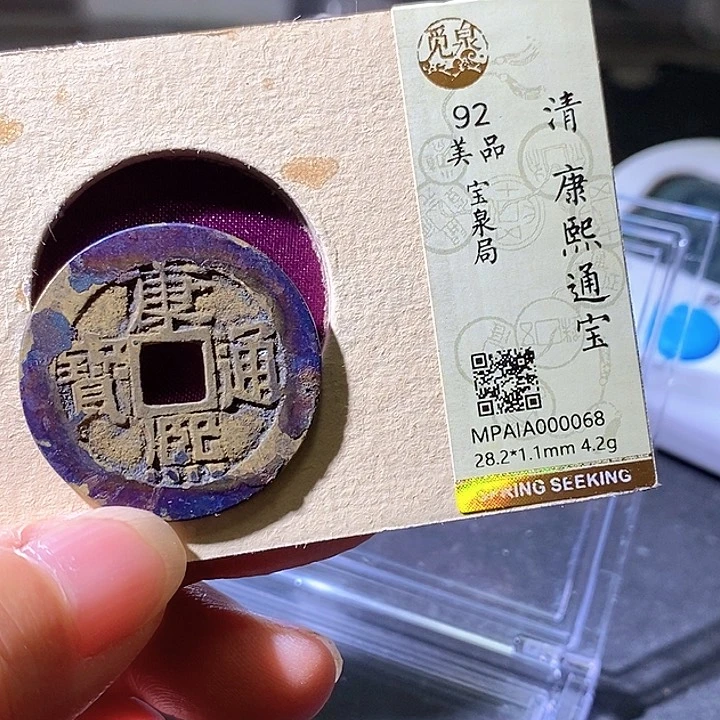 康熙通寶
觅泉
92
美品
宝泉局
清 康熙通宝
MPAIA000068
28.2*1.1mm 4.2g
SPRING SEEKING